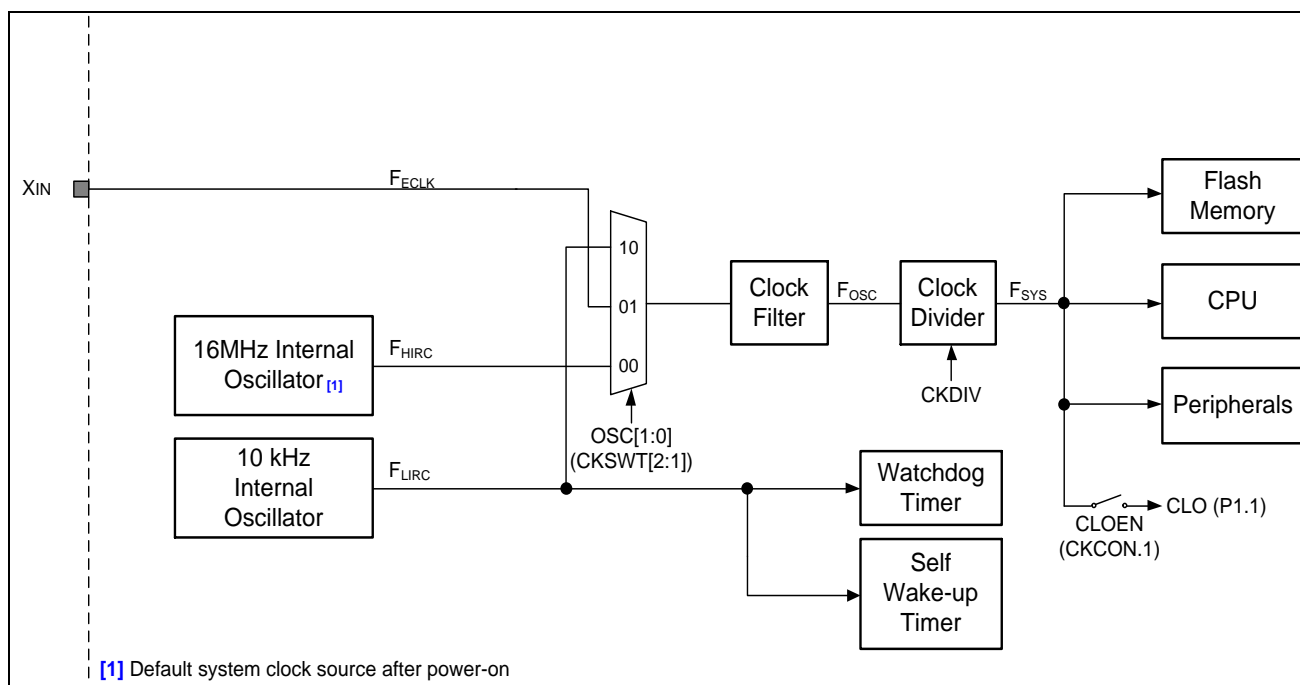 XIN
FECLK
10
01
00
16MHz Internal
Oscillator [1]
FHIRC
OSC[1:0]
(CKSWT[2:1])
10 kHz
Internal
Oscillator
FLIRC
Clock
Filter
FOSC
Clock
Divider
FSYS
CKDIV
Flash
Memory
CPU
Peripherals
CLO (P1.1)
CLOEN
(CKCON.1)
Watchdog
Timer
Self
Wake-up
Timer
[1] Default system clock source after power-on